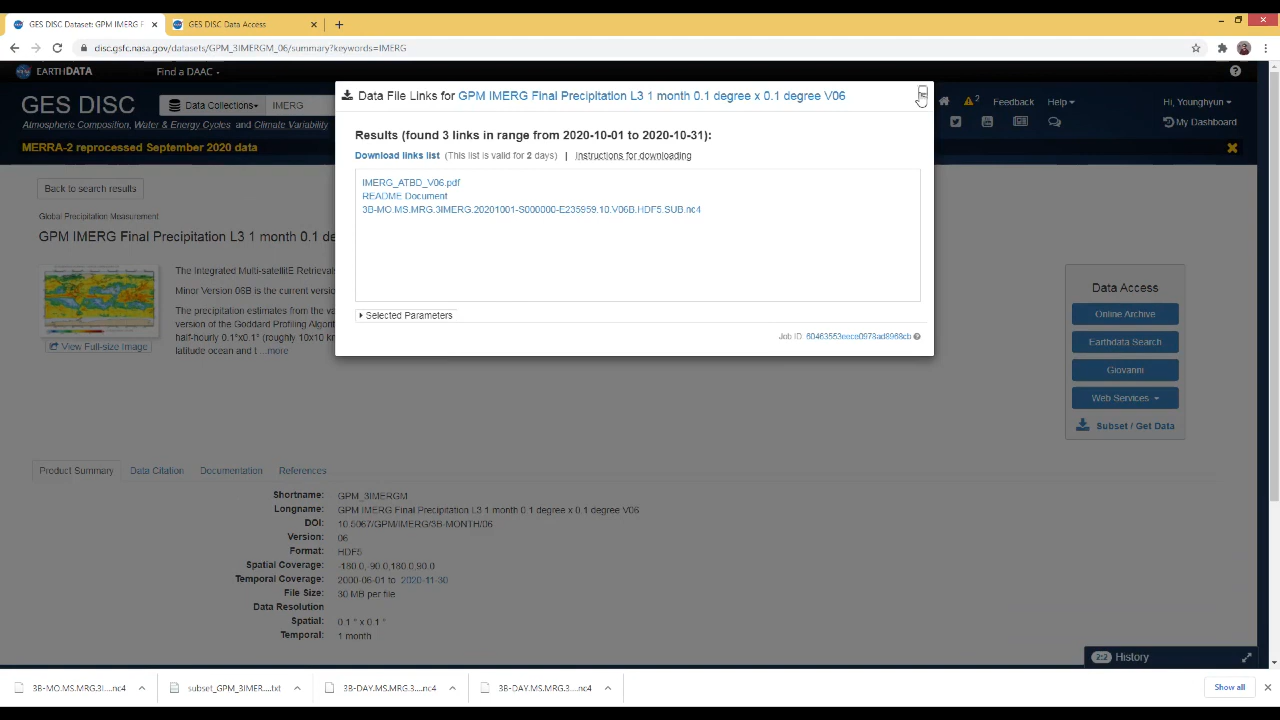 GES DISC Dataset: GPM IMERG F
GES DISC Data Access
disc.gsfc.nasa.gov/datasets/GPM_3IMERGM_06/summary?keywords=IMERG
EARTHDATA
Find a DAAC
GES DISC
Data Collections
IMERG
Atmospheric Composition, Water & Energy Cycles and Climate Variability
2
Feedback
Help
Hi, Younghyun
My Dashboard
MERRA-2 reprocessed September 2020 data
Data File Links for GPM IMERG Final Precipitation L3 1 month 0.1 degree x 0.1 degree V06
Results (found 3 links in range from 2020-10-01 to 2020-10-31):
Download links list (This list is valid for 2 days) | Instructions for downloading
IMERG_ATBD_V06.pdf
README Document
3B-MO.MS.MRG.3IMERG.20201001-S000000-E235959.10.V06B.HDF5.SUB.nc4
Selected Parameters
Job ID 60463553eece0978ad8968cb
Back to search results
Global Precipitation Measurement
GPM IMERG Final Precipitation L3 1 month 0.1 de
The Integrated Multi-satellitE Retrievals
Minor Version 06B is the current versio
The precipitation estimates from the va
version of the Goddard Profiling Algorit
half-hourly 0.1°x0.1° (roughly 10x10 k
latitude ocean and t ...more
View Full-size Image
Data Access
Online Archive
Earthdata Search
Giovanni
Web Services
Subset / Get Data
Product Summary
Data Citation
Documentation
References
Shortname: GPM_3IMERGM
Longname: GPM IMERG Final Precipitation L3 1 month 0.1 degree x 0.1 degree V06
DOI: 10.5067/GPM/IMERG/3B-MONTH/06
Version: 06
Format: HDF5
Spatial Coverage: -180.0,-90.0,180.0,90.0
Temporal Coverage: 2000-06-01 to 2020-11-30
File Size: 30 MB per file
Data Resolution
Spatial: 0.1 ° x 0.1 °
Temporal: 1 month
2:2 History
3B-MO.MS.MRG.3I....nc4
subset_GPM_3IMER....txt
3B-DAY.MS.MRG.3....nc4
3B-DAY.MS.MRG.3....nc4
Show all